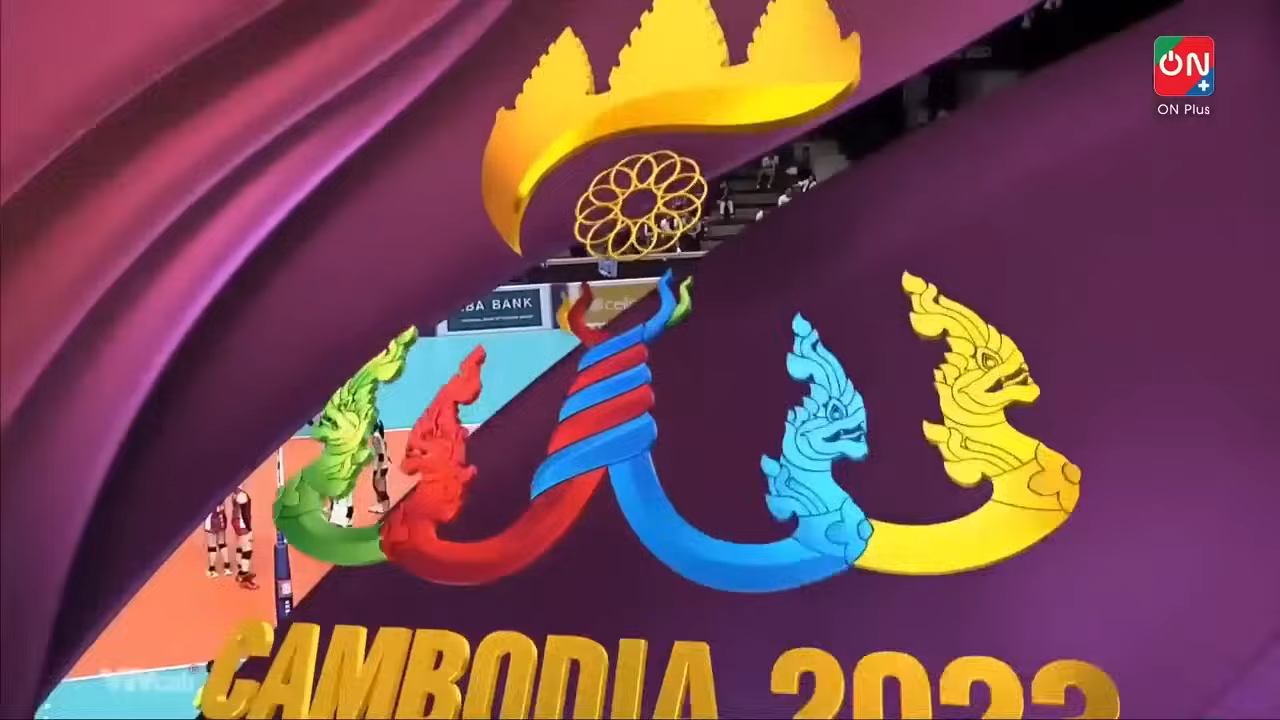 ON
+
ON Plus
BA BANK
CAMBODIA 2023